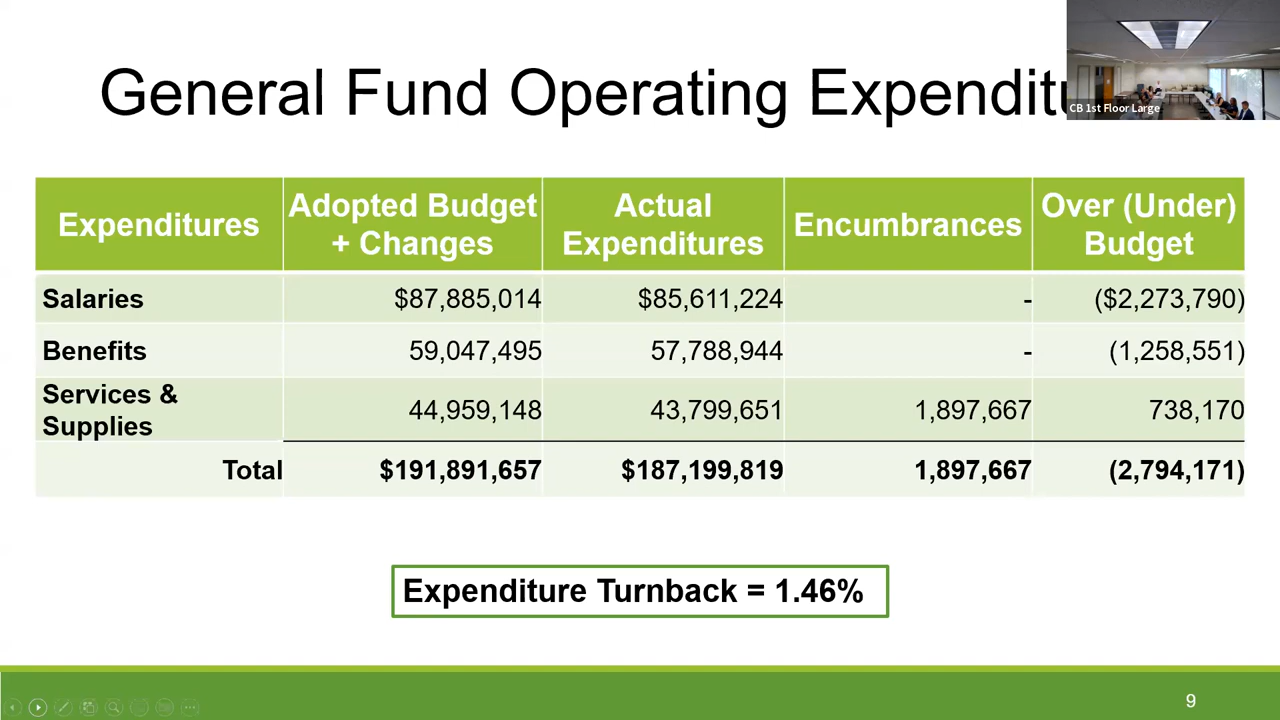 General Fund Operating Expenditu
CB 1st Floor Large
Expenditures
Adopted Budget
+ Changes
Actual
Expenditures
Encumbrances
Over (Under)
Budget
Salaries $87,885,014 $85,611,224 - ($2,273,790)
Benefits 59,047,495 57,788,944 - (1,258,551)
Services &
Supplies 44,959,148 43,799,651 1,897,667 738,170
Total $191,891,657 $187,199,819 1,897,667 (2,794,171)
Expenditure Turnback = 1.46%
9